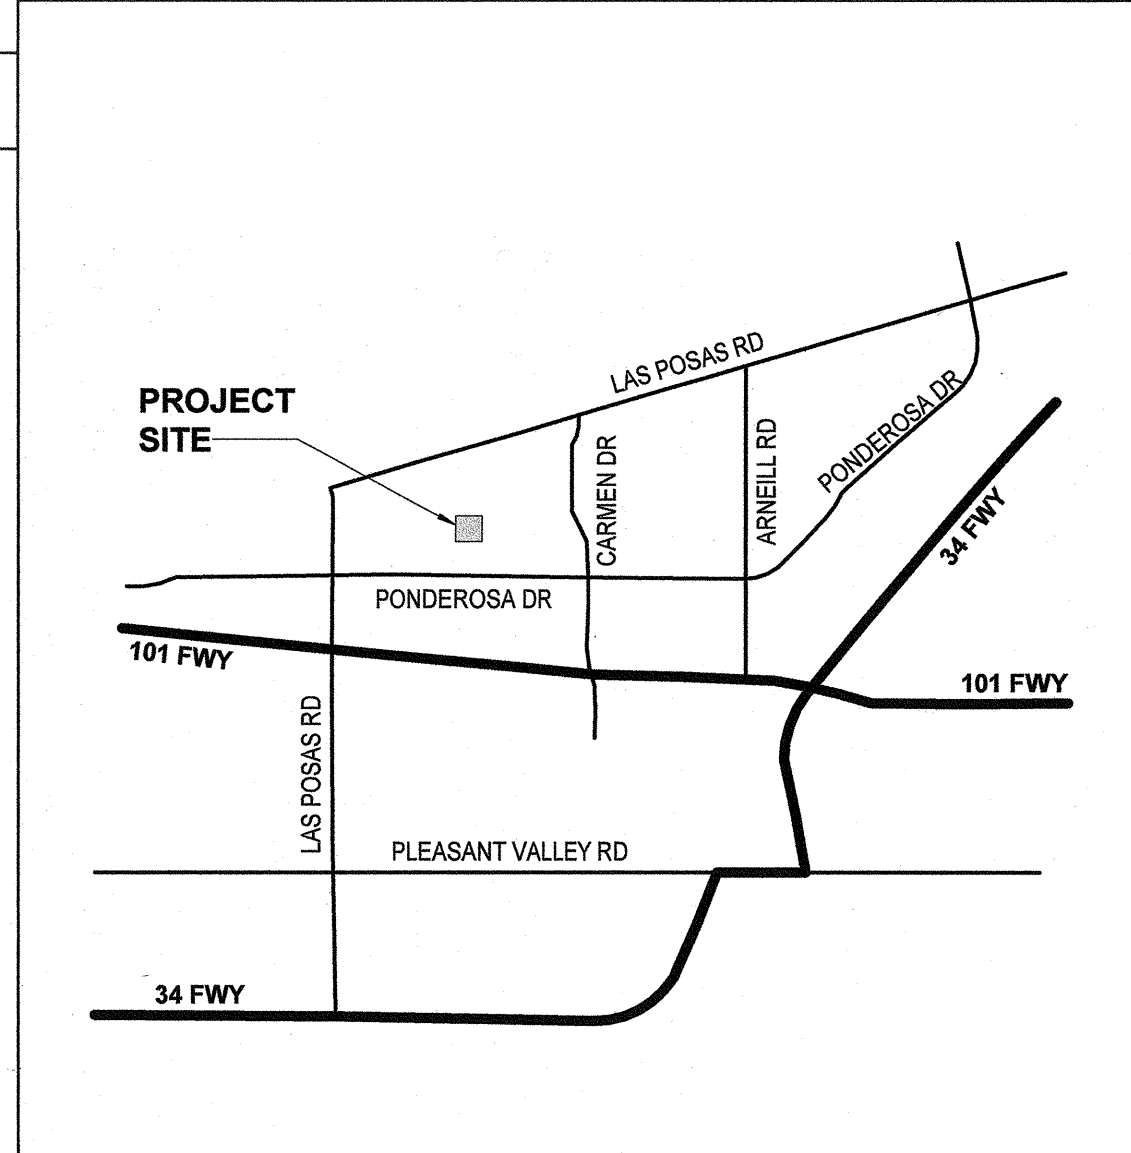 LAS POSAS RD
PROJECT
SITE
CARMEN DR
ARNEILL RD
PONDEROSA DR
34 FWY
PONDEROSA DR
101 FWY
101 FWY
LAS POSAS RD
PLEASANT VALLEY RD
34 FWY